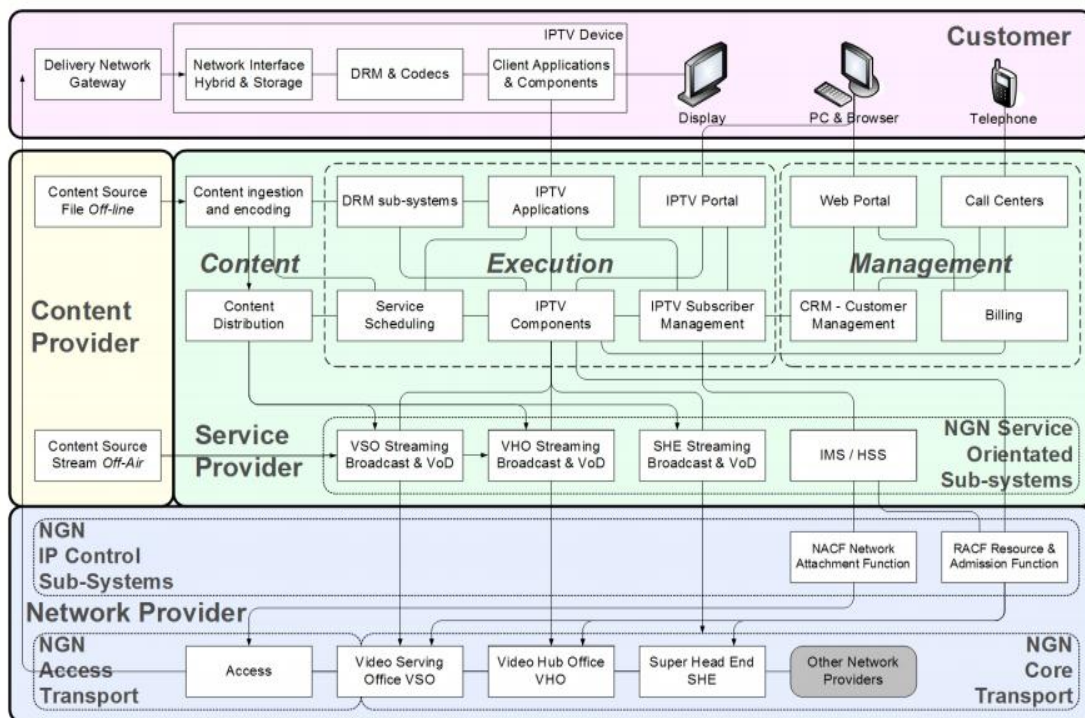 IPTV Device
Customer
Delivery Network
Gateway
Network Interface
Hybrid & Storage
DRM & Codecs
Client Applications
& Components
Display
PC & Browser
Telephone
Content Source
File Off-line
Content ingestion
and encoding
DRM sub-systems
IPTV
Applications
IPTV Portal
Web Portal
Call Centers
Content
Execution
Management
Content
Provider
Content
Distribution
Service
Scheduling
IPTV
Components
IPTV Subscriber
Management
CRM - Customer
Management
Billing
Content Source
Stream Off-Air
Service
Provider
VSO Streaming
Broadcast & VoD
VHO Streaming
Broadcast & VoD
SHE Streaming
Broadcast & VoD
IMS / HSS
NGN Service
Orientated
Sub-systems
NGN
IP Control
Sub-Systems
NACF Network
Attachment Function
RACF Resource &
Admission Function
Network Provider
NGN
Access
Transport
Access
Video Serving
Office VSO
Video Hub Office
VHO
Super Head End
SHE
Other Network
Providers
NGN
Core
Transport